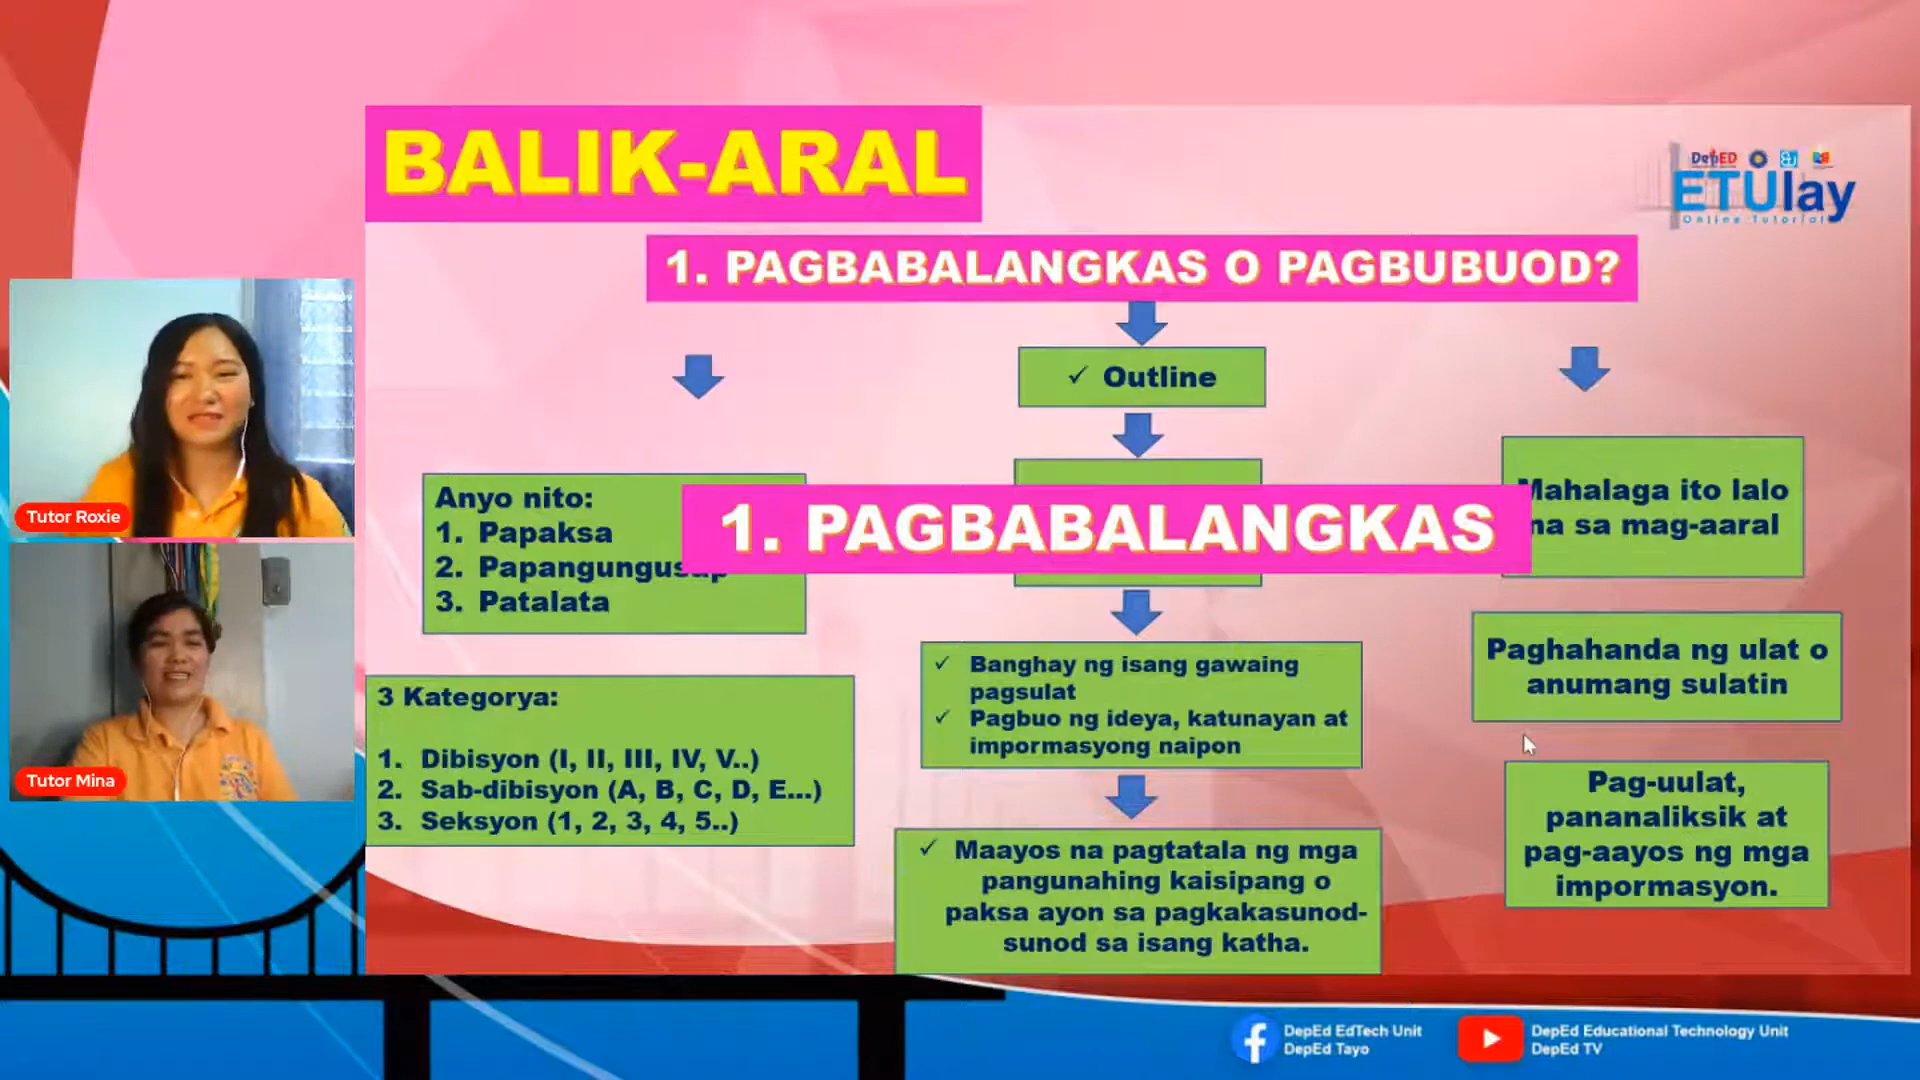 BALIK-ARAL
DepED
ETUlay
Online Tutorial
1. PAGBABALANGKAS O PAGBUBUOD?
✓ Outline
Anyo nito:
1. Papaksa
2. Papangungusap
3. Patalata
1. PAGBABALANGKAS
Mahalaga ito lalo
na sa mag-aaral
3 Kategorya:
1. Dibisyon (I, II, III, IV, V..)
2. Sab-dibisyon (A, B, C, D, E...)
3. Seksyon (1, 2, 3, 4, 5..)
✓ Banghay ng isang gawaing
pagsulat
✓ Pagbuo ng ideya, katunayan at
impormasyong naipon
✓ Maayos na pagtatala ng mga
pangunahing kaisipang o
paksa ayon sa pagkakasunod-
sunod sa isang katha.
Paghahanda ng ulat o
anumang sulatin
Pag-uulat,
pananaliksik at
pag-aayos ng mga
impormasyon.
Tutor Roxie
Tutor Mina
DepEd EdTech Unit
DepEd Tayo
DepEd Educational Technology Unit
DepEd TV